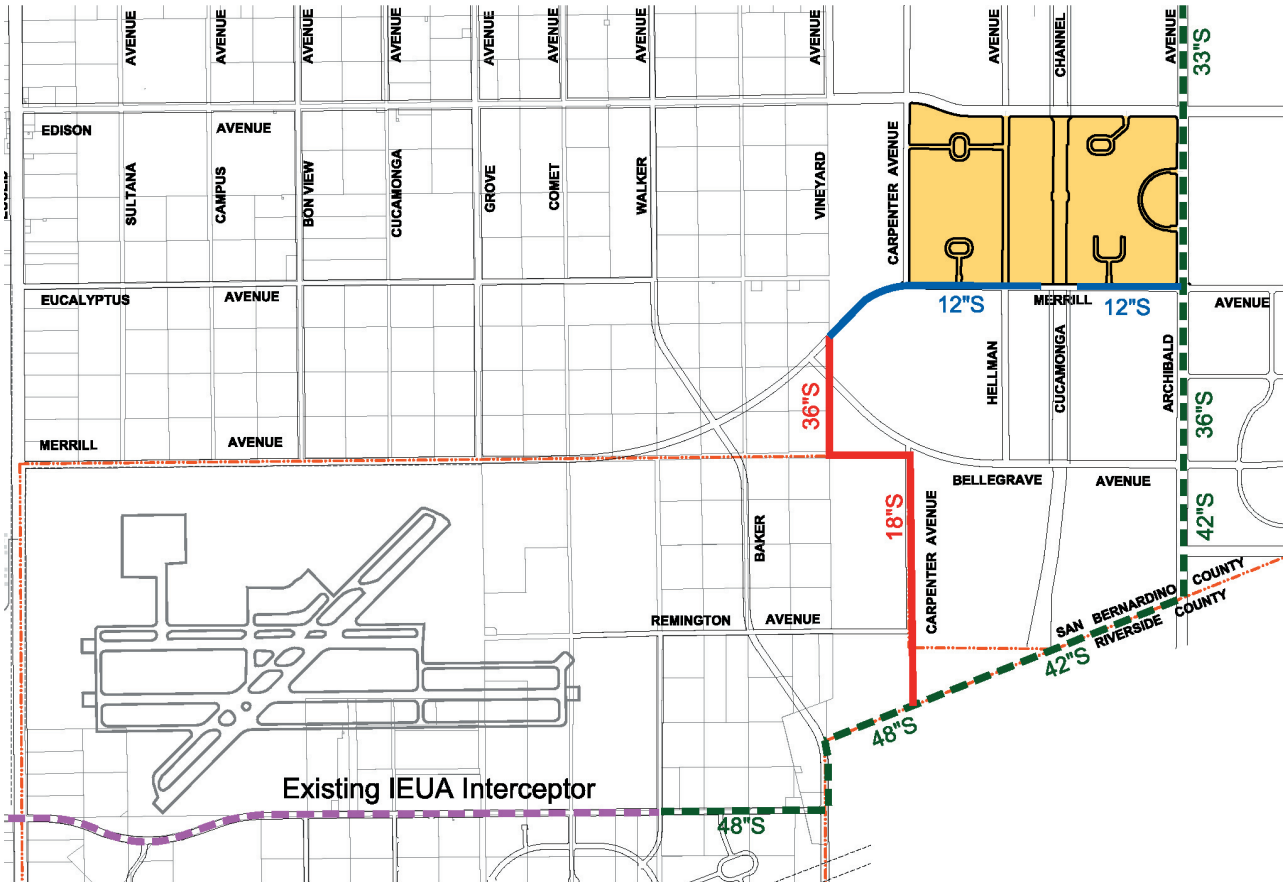 AVENUE
AVENUE
AVENUE
AVENUE
AVENUE
AVENUE
AVENUE
AVENUE
AVENUE
CHANNEL
AVENUE
33"S
EDISON
AVENUE
SULTANA
CAMPUS
BON VIEW
CUCAMONGA
GROVE
COMET
WALKER
VINEYARD
CARPENTER AVENUE
EUCALYPTUS
AVENUE
12"S
MERRILL
12"S
AVENUE
HELLMAN
CUCAMONGA
ARCHIBALD
36"S
36"S
MERRILL
AVENUE
BELLEGRAVE
AVENUE
18"S
CARPENTER AVENUE
42"S
BAKER
REMINGTON
AVENUE
SAN BERNARDINO COUNTY
RIVERSIDE COUNTY
42"S
48"S
Existing IEUA Interceptor
48"S